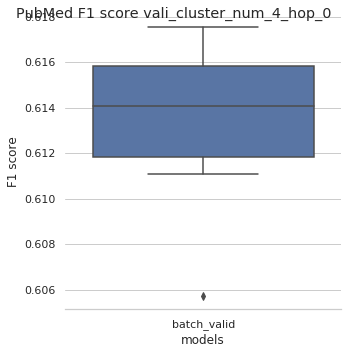 PubMed F1 score vali_cluster_num_4_hop_0
0.618
0.616
0.614
0.612
0.610
0.608
0.606
F1 score
batch_valid
models